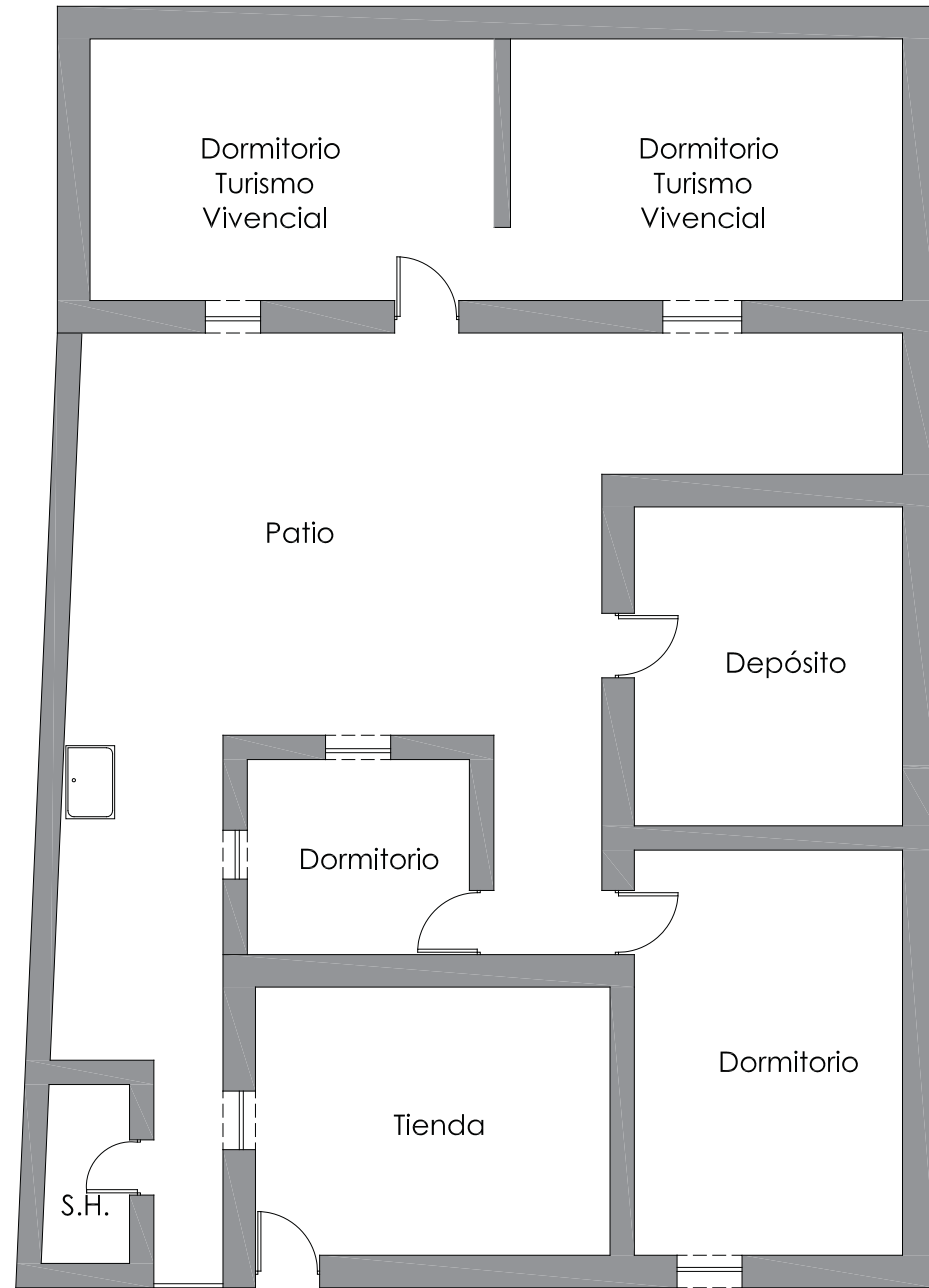 Dormitorio
Turismo
Vivencial
Dormitorio
Turismo
Vivencial
Patio
Depósito
Dormitorio
Dormitorio
Tienda
S.H.